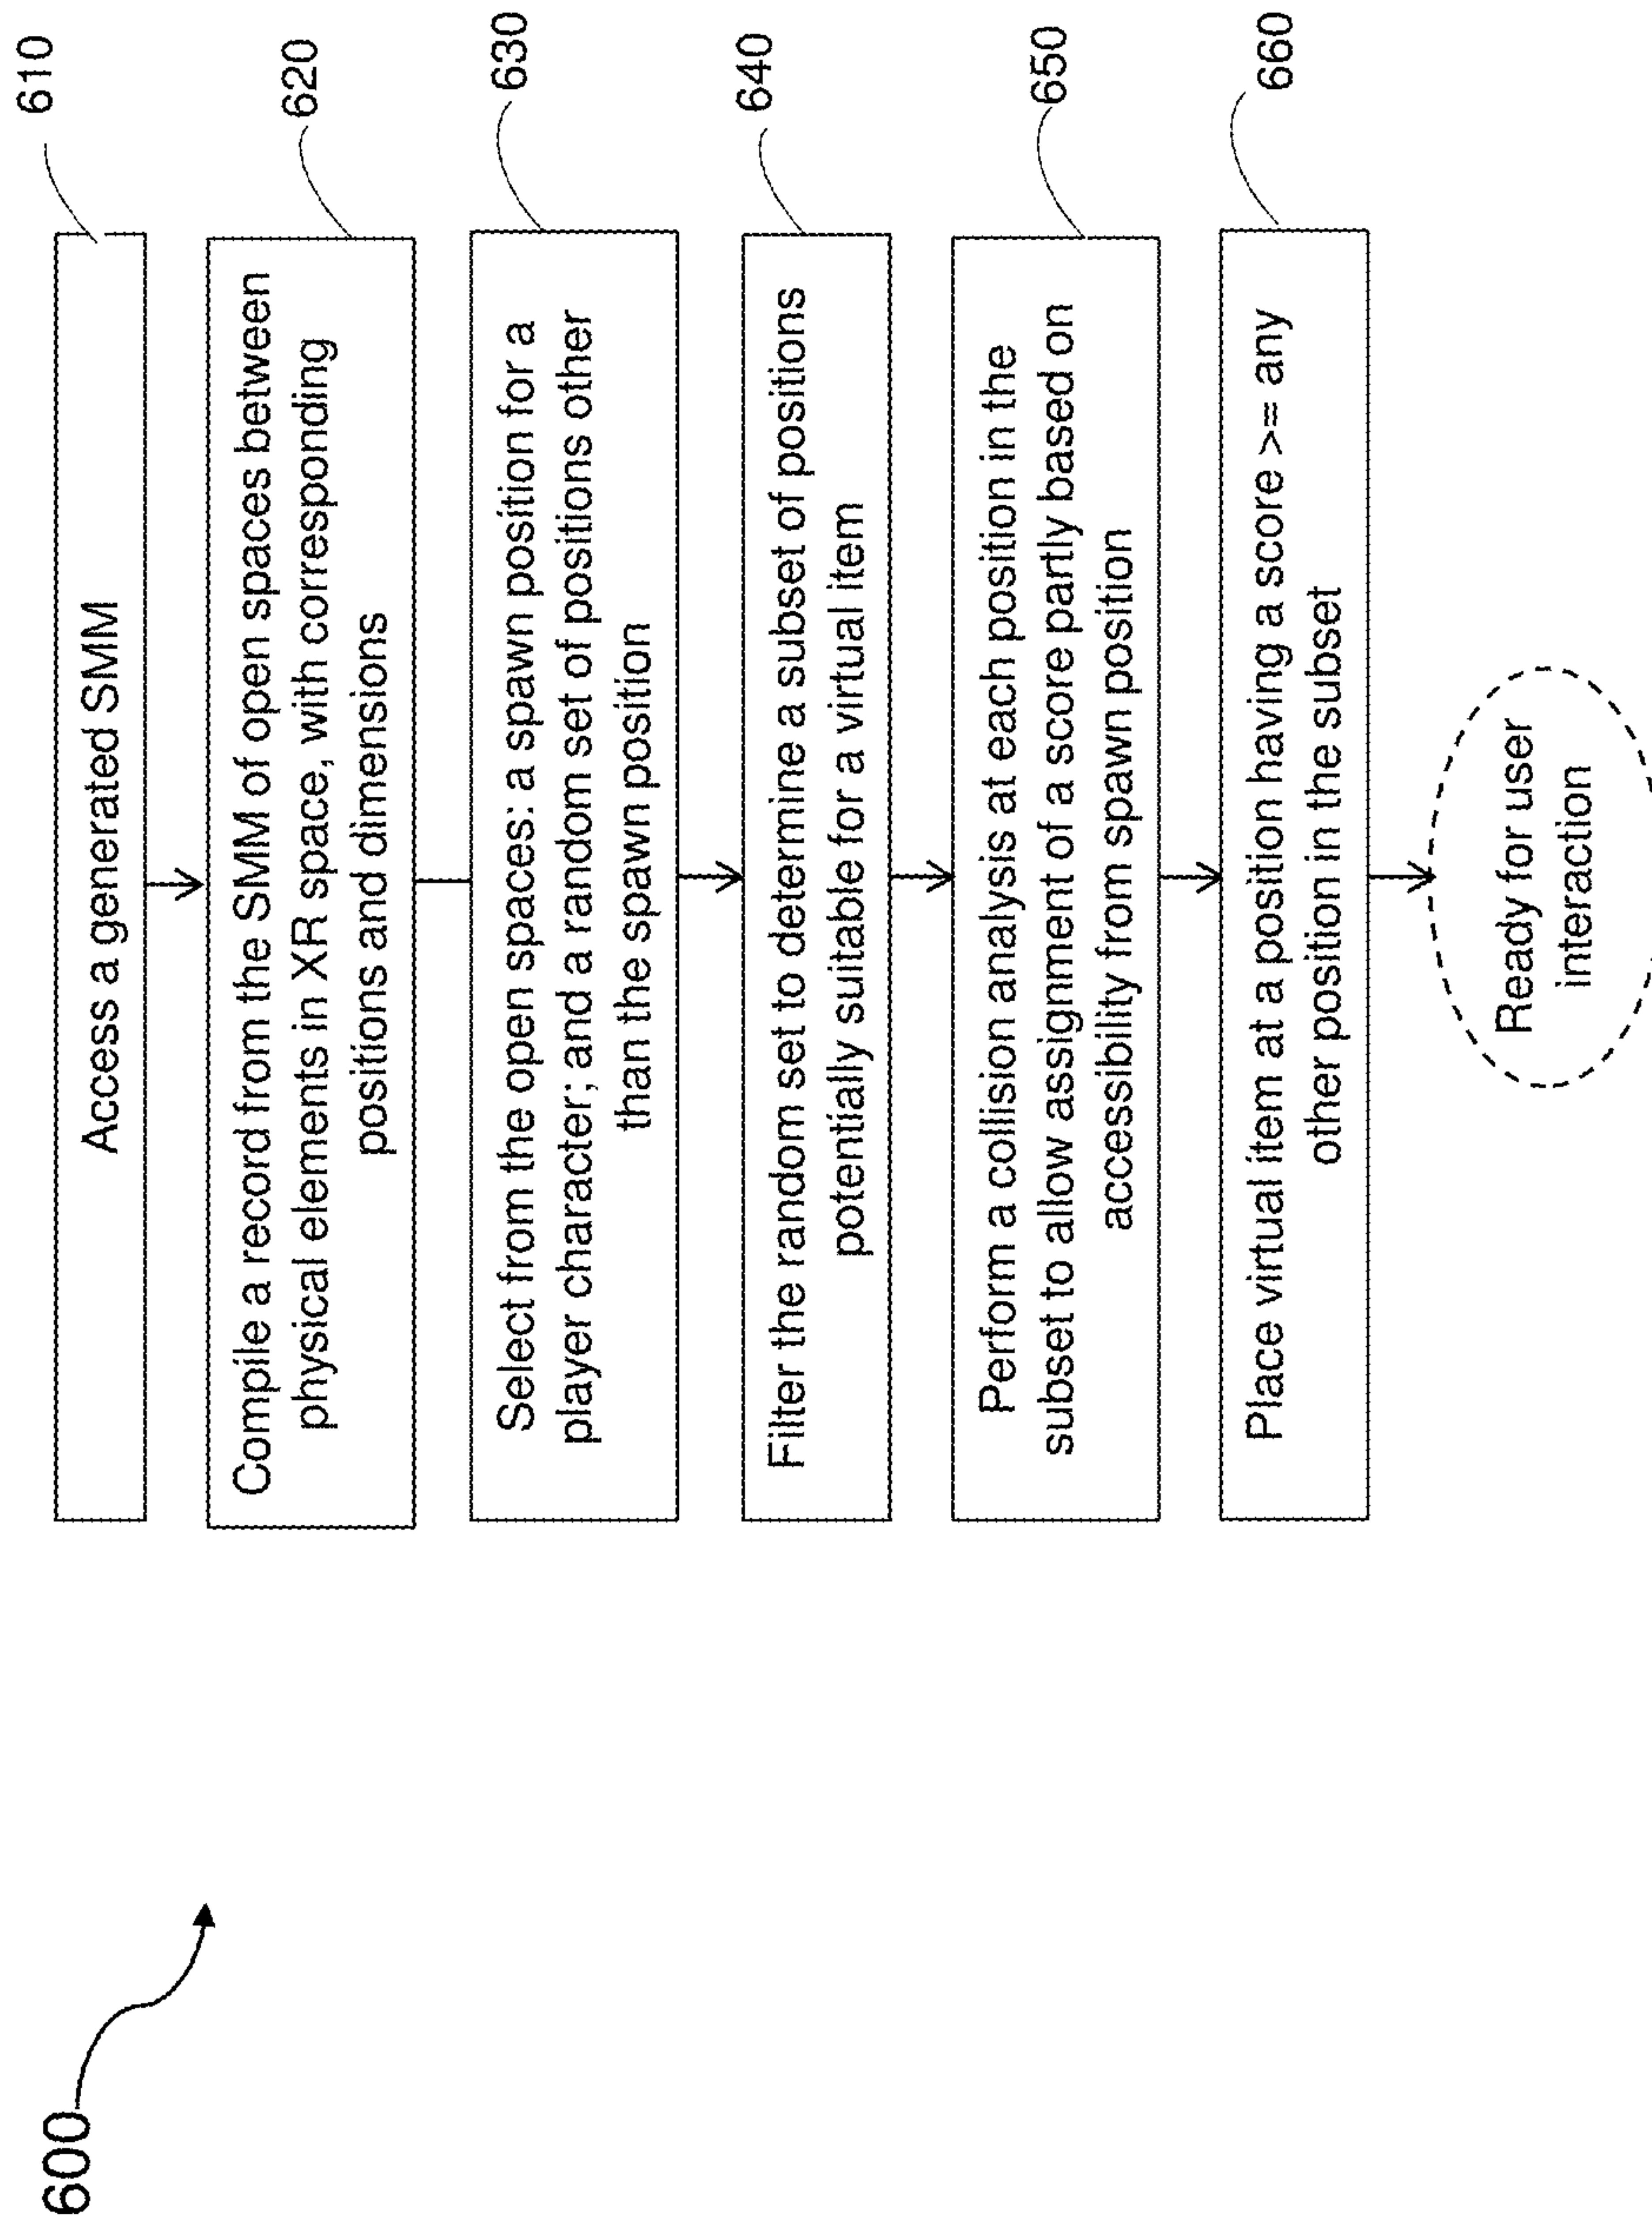 600
610
Access a generated SMM
620
Compile a record from the SMM of open spaces between
physical elements in XR space, with corresponding
positions and dimensions
630
Select from the open spaces: a spawn position for a
player character; and a random set of positions other
than the spawn position
640
Filter the random set to determine a subset of positions
potentially suitable for a virtual item
650
Perform a collision analysis at each position in the
subset to allow assignment of a score partly based on
accessibility from spawn position
660
Place virtual item at a position having a score >= any
other position in the subset
Ready for user
interaction